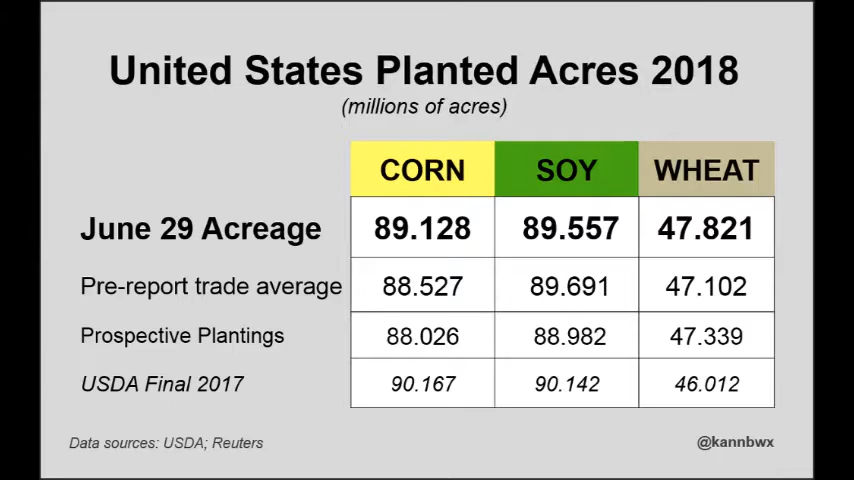 United States Planted Acres 2018
(millions of acres)
CORN SOY WHEAT
June 29 Acreage 89.128 89.557 47.821
Pre-report trade average 88.527 89.691 47.102
Prospective Plantings 88.026 88.982 47.339
USDA Final 2017 90.167 90.142 46.012
Data sources: USDA; Reuters @kannbwx